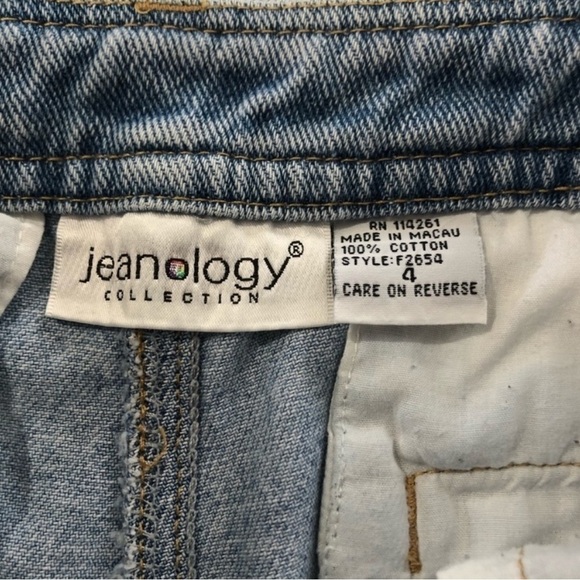 jeanology®
COLLECTION
RN 114261
MADE IN MACAU
100% COTTON
STYLE:F2654
4
CARE ON REVERSE